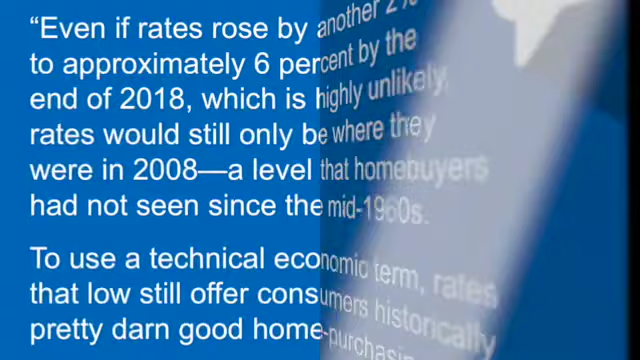 “Even if rates rose by another 2%
to approximately 6 percent by the
end of 2018, which is highly unlikely,
rates would still only be where they
were in 2008—a level that homebuyers
had not seen since the mid-1960s.
To use a technical economic term, rates
that low still offer consumers historically
pretty darn good home-purchasing